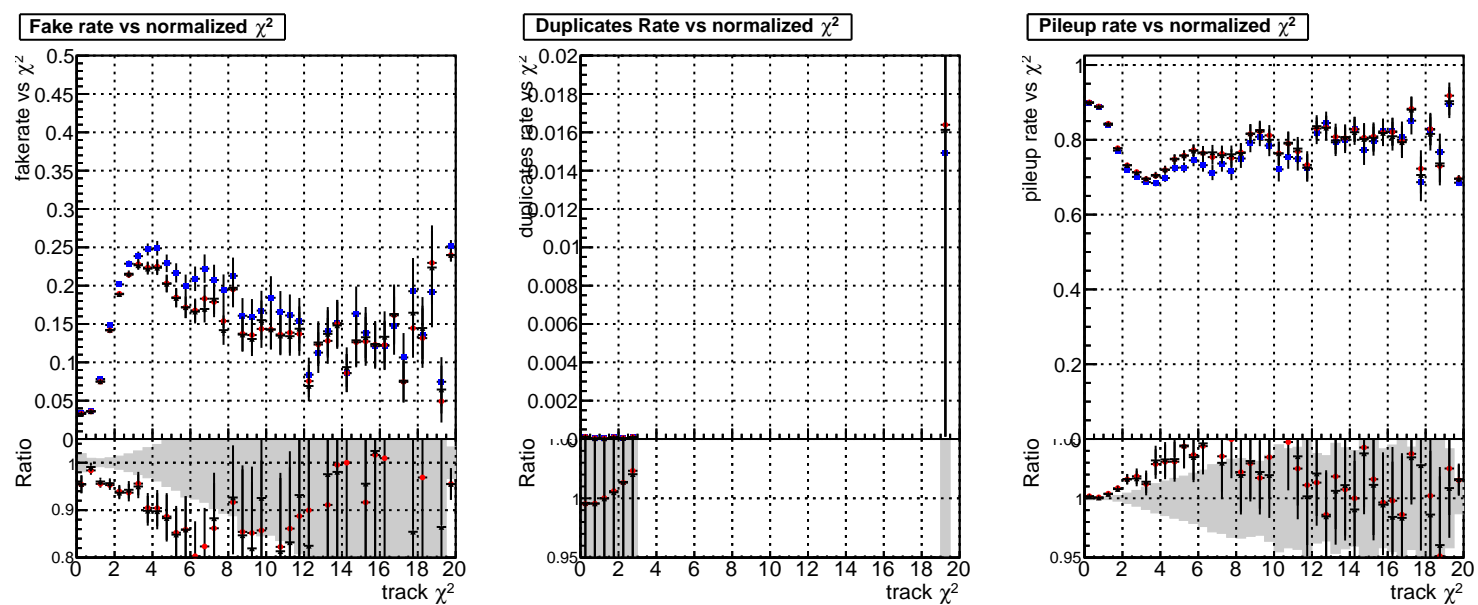 Fake rate vs normalized χ²
fakerate vs χ²
0.5
0.45
0.4
0.35
0.3
0.25
0.2
0.15
0.1
0.05
0
Ratio
1
0.9
0.8
0 2 4 6 8 10 12 14 16 18 20
track χ²
Duplicates Rate vs normalized χ²
duplicates rate vs χ²
0.02
0.018
0.016
0.014
0.012
0.01
0.008
0.006
0.004
0.002
Ratio
1
0.95
0 2 4 6 8 10 12 14 16 18 20
track χ²
Pileup rate vs normalized χ²
pileup rate vs χ²
1
0.8
0.6
0.4
0.2
Ratio
1
0.95
0 2 4 6 8 10 12 14 16 18 20
track χ²